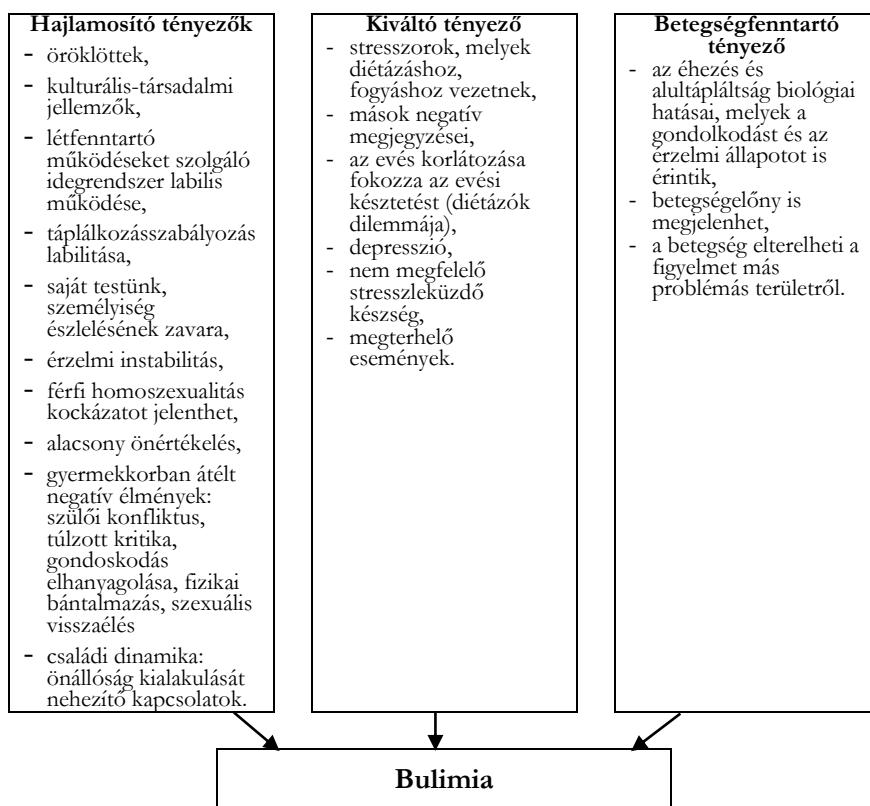 Hajlamosító tényezők
- öröklöttek,
- kulturális-társadalmi
jellemzők,
- létfenntartó
működéseket szolgáló
idegrendszer labilis
működése,
- táplálkozásszabályozás
labilitása,
- saját testünk,
személyiség
észlelésének zavara,
- érzelmi instabilitás,
- férfi homoszexualitás
kockázatot jelenthet,
- alacsony önértékelés,
- gyermekkorban átélt
negatív élmények:
szülői konfliktus,
túlzott kritika,
gondoskodás
elhanyagolása, fizikai
bántalmazás, szexuális
visszaélés
- családi dinamika:
önállóság kialakulását
nehezítő kapcsolatok.
Kiváltó tényező
- stresszorok, melyek
diétázáshoz,
fogyáshoz vezetnek,
- mások negatív
megjegyzései,
- az evés korlátozása
fokozza az evési
késztetést (diétázók
dilemmája),
- depresszió,
- nem megfelelő
stresszleküzdő
készség,
- megterhelő
események.
Betegségfenntartó
tényező
- az éhezés és
alultápláltság biológiai
hatásai, melyek a
gondolkodást és az
érzelmi állapotot is
érintik,
- betegségelőny is
megjelenhet,
- a betegség elterelheti a
figyelmet más
problémás területről.
Bulimia